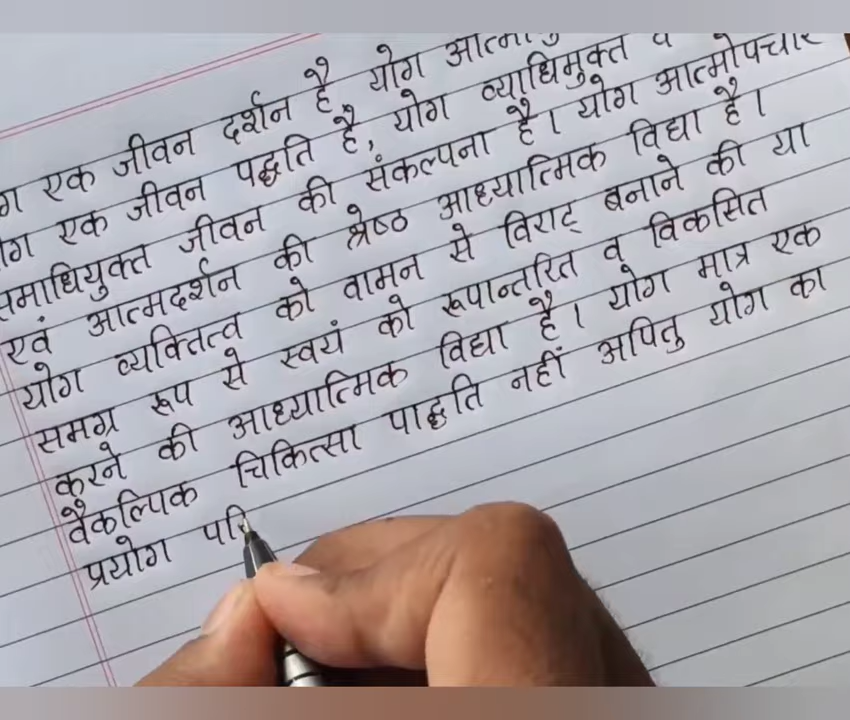 एक जीवन दर्शन है योग
एक जीवन पद्धति है, योग व्याधिमुक्त व
समाधियुक्त जीवन की संकल्पना है। योग आत्मोपचार
एवं आत्मदर्शन की श्रेष्ठ आध्यात्मिक विद्या है।
योग व्यक्तित्व को वामन से विराट् बनाने की या
समग्र रूप से स्वयं को रूपान्तरित व विकसित
करने की आध्यात्मिक विद्या है। योग मात्र एक
वैकल्पिक चिकित्सा पाद्धति नहीं अपितु योग का
प्रयोग